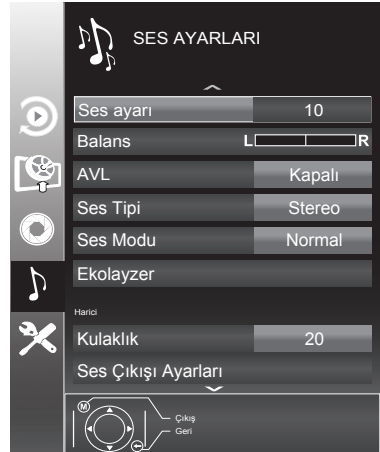 SES AYARLARI
Ses ayarı 10
Balans L R
AVL Kapalı
Ses Tipi Stereo
Ses Modu Normal
Ekolayzer
Harici
Kulaklık 20
Ses Çıkışı Ayarları
M
Çıkış
Geri